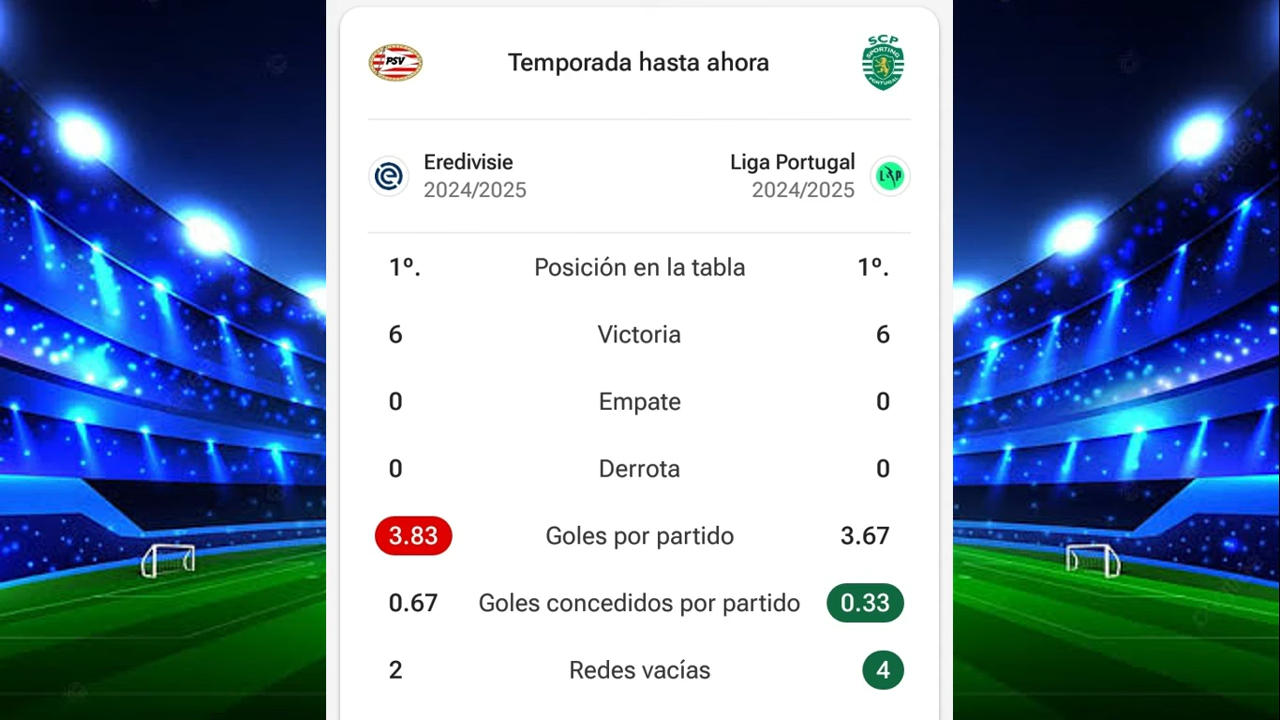 PSV
Temporada hasta ahora
SCP
SPORTING
PORTUGAL
Eredivisie
2024/2025
Liga Portugal
2024/2025
1º. Posición en la tabla 1º.
6 Victoria 6
0 Empate 0
0 Derrota 0
3.83 Goles por partido 3.67
0.67 Goles concedidos por partido 0.33
2 Redes vacías 4